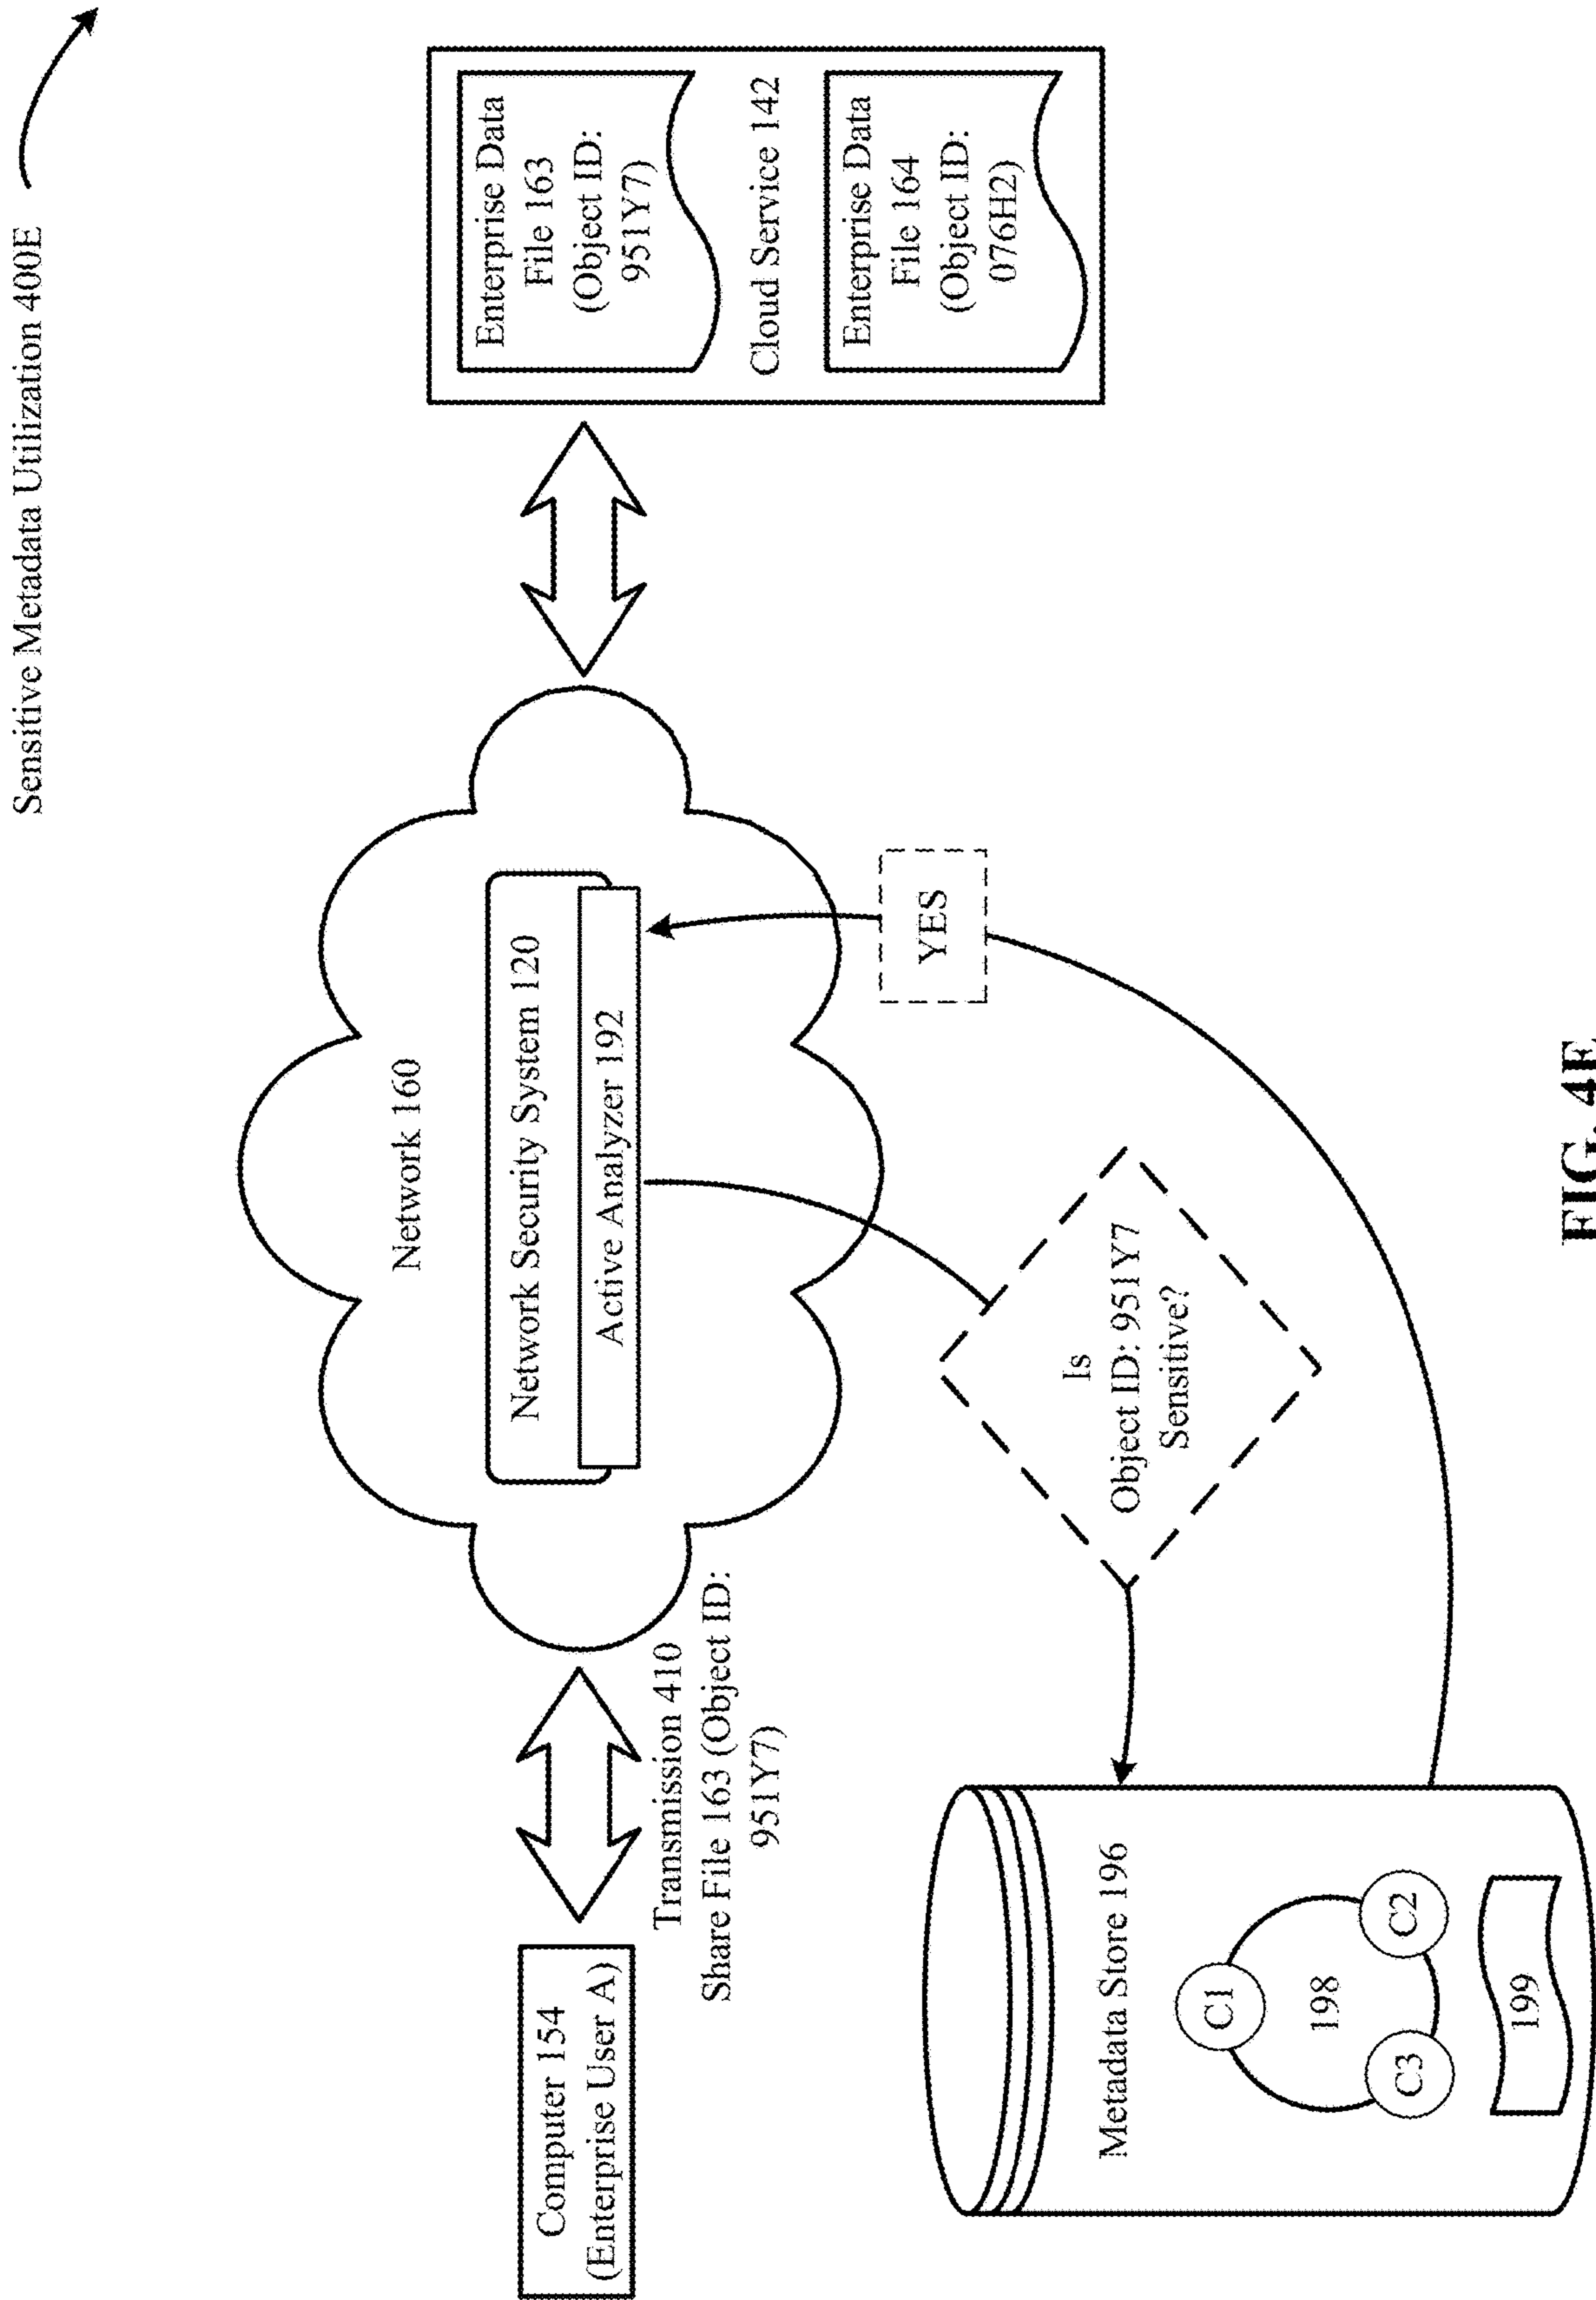 Sensitive Metadata Utilization 400E
Network 160
Network Security System 120
Active Analyzer 192
Computer 154
(Enterprise User A)
Transmission 410
Share File 163 (Object ID:
951Y7)
Enterprise Data
File 163
(Object ID:
951Y7)
Cloud Service 142
Enterprise Data
File 164
(Object ID:
076H2)
YES
Is
Object ID: 951Y7
Sensitive?
Metadata Store 196
C1
198
C3
C2
199
FIG. 4E